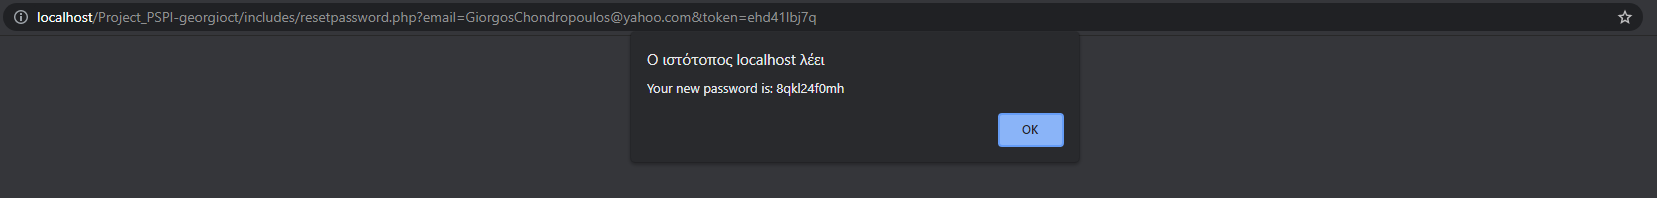 localhost/Project_PSPI-georgioct/includes/resetpassword.php?email=GiorgosChondropoulos@yahoo.com&token=ehd41lbj7q
Ο ιστότοπος localhost λέει
Your new password is: 8qkl24f0mh
OK